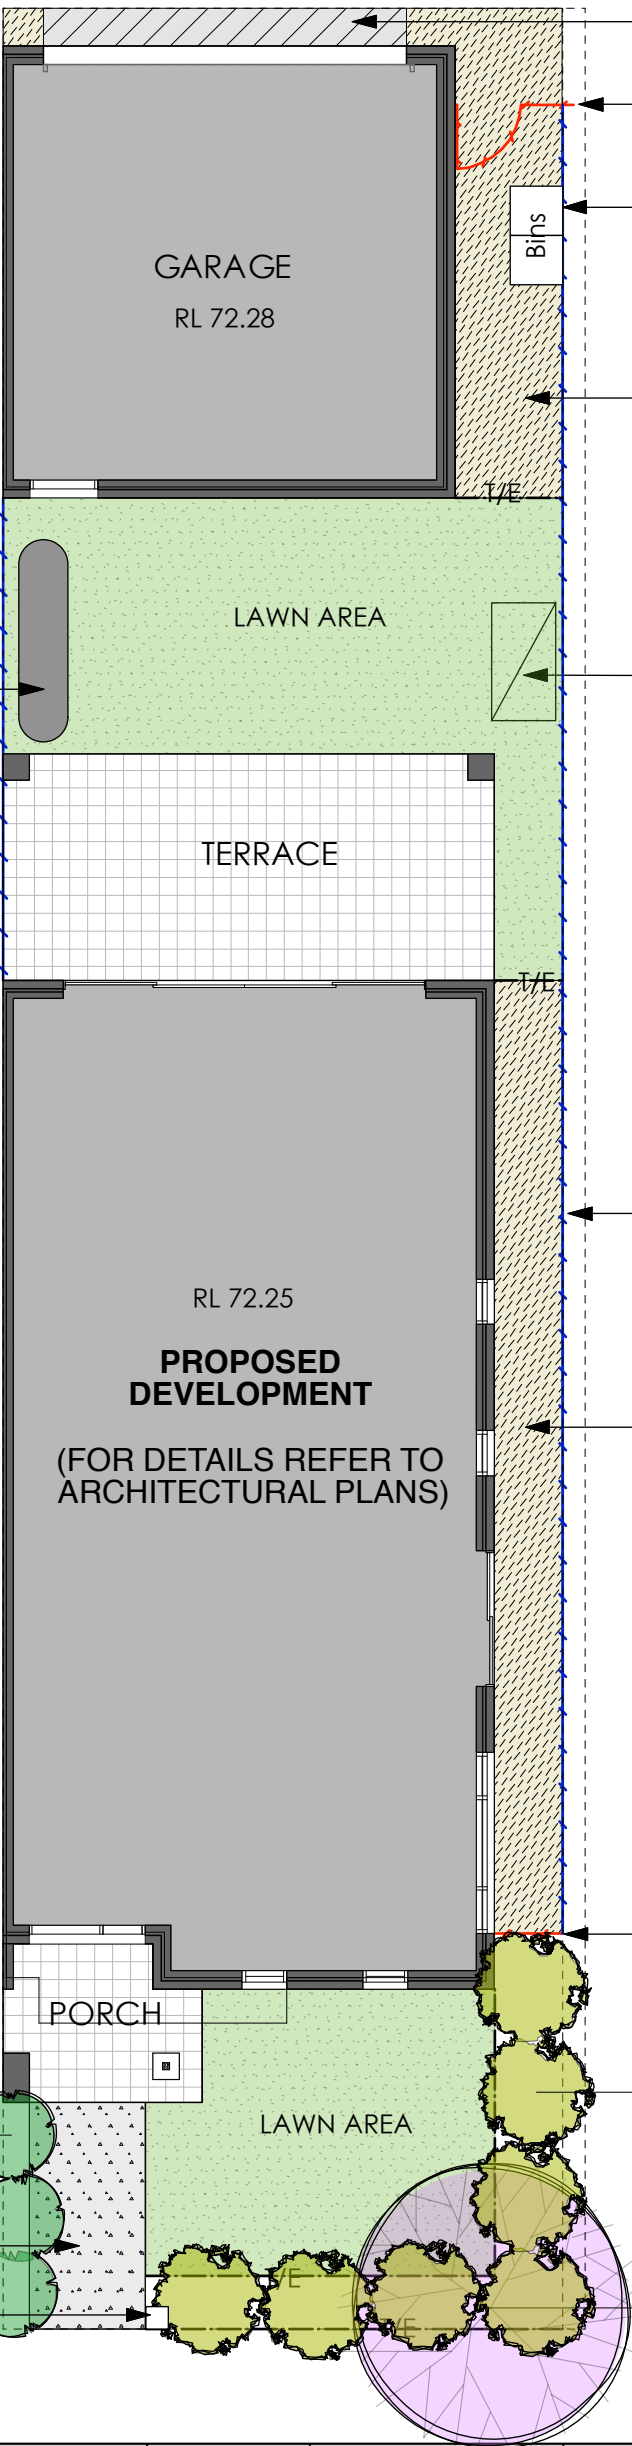 GARAGE
RL 72.28
Bins
T/E
LAWN AREA
TERRACE
T/E
RL 72.25
PROPOSED
DEVELOPMENT
(FOR DETAILS REFER TO
ARCHITECTURAL PLANS)
PORCH
LAWN AREA